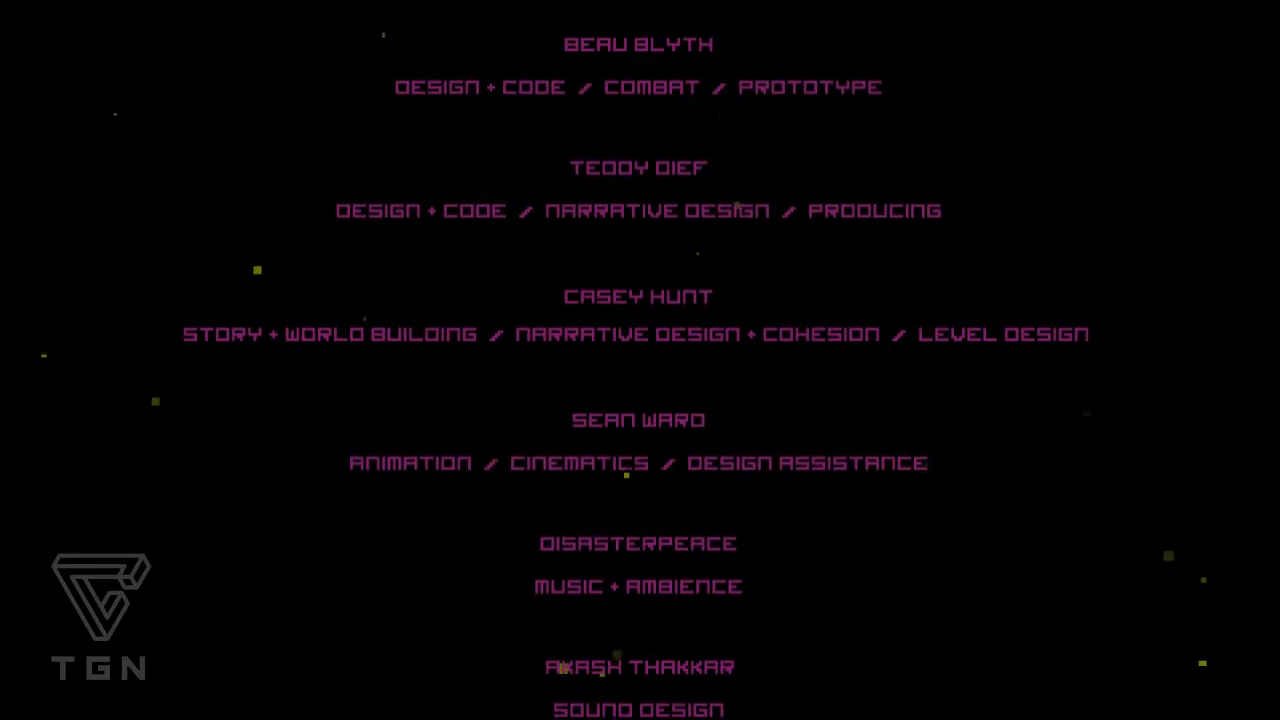 BEAU BLYTH
DESIGN + CODE / COMBAT / PROTOTYPE
TEDDY DIEF
DESIGN + CODE / NARRATIVE DESIGN / PRODUCING
CASEY HUNT
STORY + WORLD BUILDING / NARRATIVE DESIGN + COHESION / LEVEL DESIGN
SEAN WARD
ANIMATION / CINEMATICS / DESIGN ASSISTANCE
DISASTERPEACE
MUSIC + AMBIENCE
AKASH THAKKAR
SOUND DESIGN
TGN